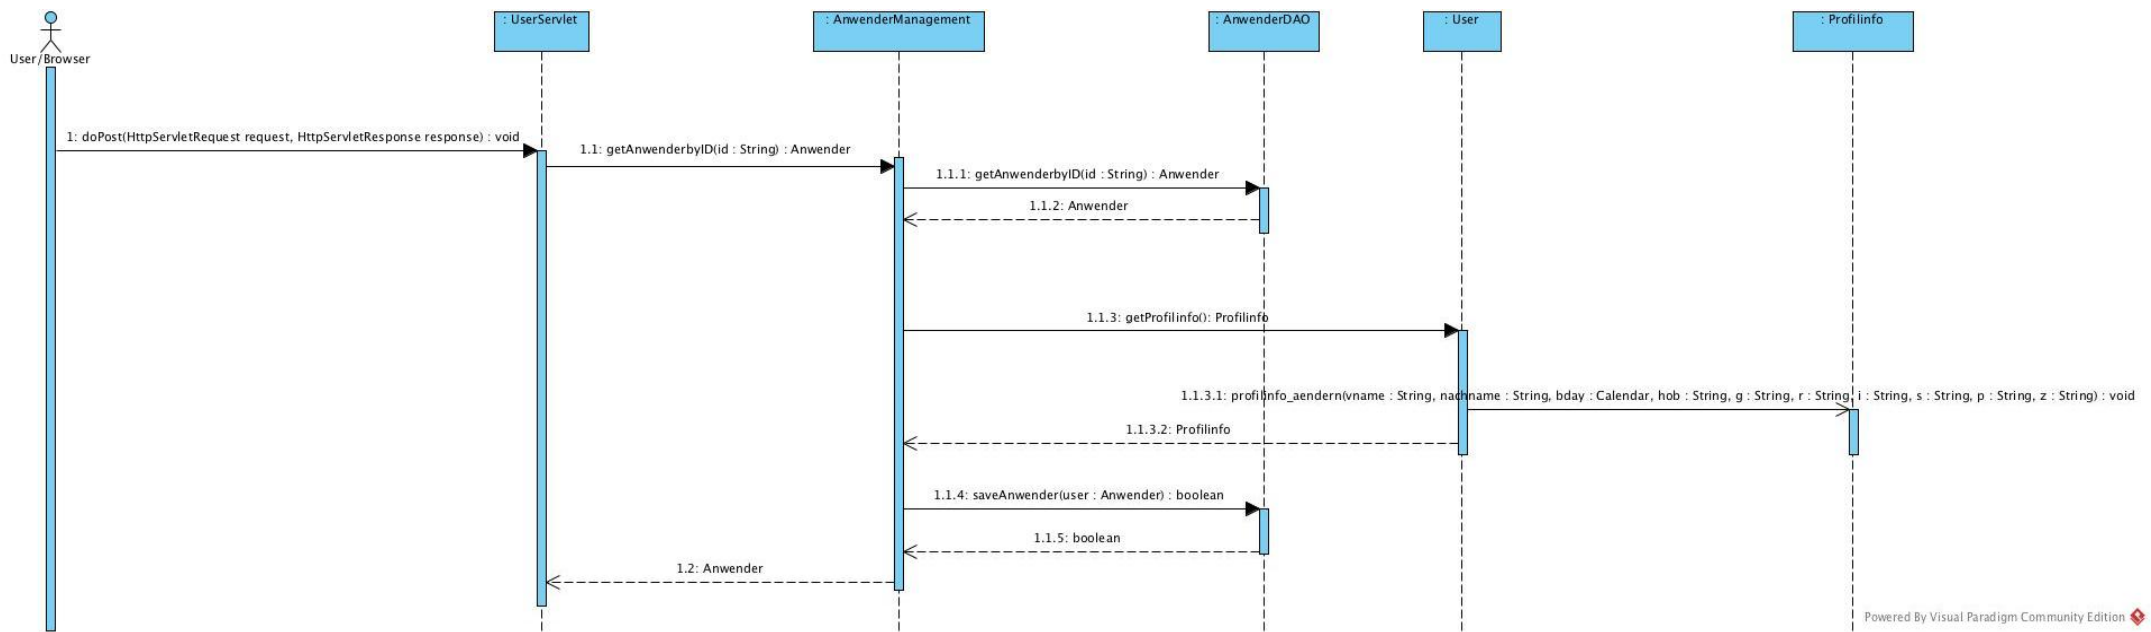 : UserServlet
: AnwenderManagement
: AnwenderDAO
: User
: Profilinfo
User/Browser
1: doPost(HttpServletRequest request, HttpServletResponse response) : void
1.1: getAnwenderbyID(id : String) : Anwender
1.1.1: getAnwenderbyID(id : String) : Anwender
1.1.2: Anwender
1.1.3: getProfilinfo(): Profilinfo
1.1.3.1: profilinfo_aendern(vname : String, nachname : String, bday : Calendar, hob : String, g : String, r : String, i : String, s : String, p : String, z : String) : void
1.1.3.2: Profilinfo
1.1.4: saveAnwender(user : Anwender) : boolean
1.1.5: boolean
1.2: Anwender
Powered By Visual Paradigm Community Edition